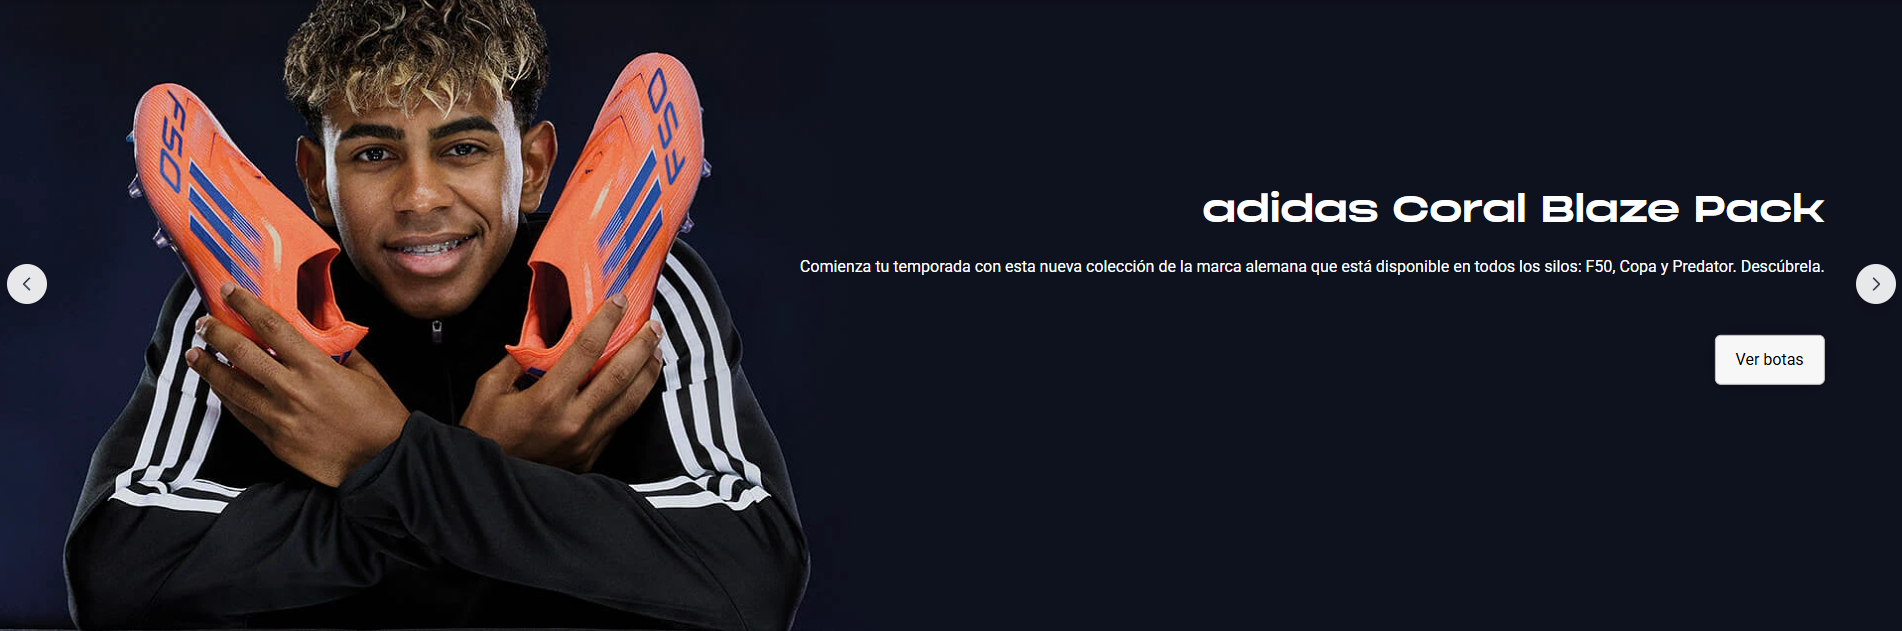 F50
F50
adidas Coral Blaze Pack
Comienza tu temporada con esta nueva colección de la marca alemana que está disponible en todos los silos: F50, Copa y Predator. Descúbrela.
Ver botas